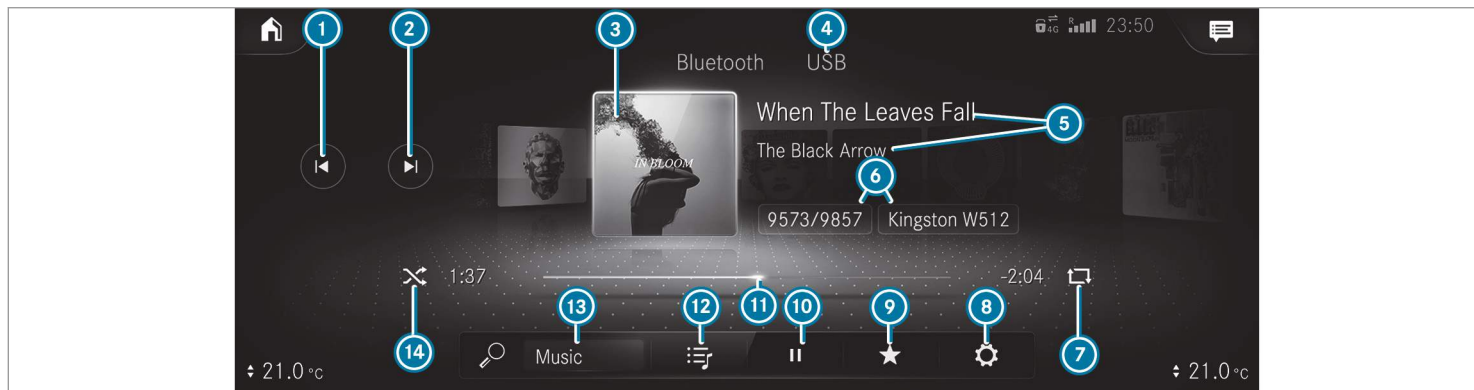 1 2 3 4
4G R 23:50
Bluetooth USB
When The Leaves Fall
5
The Black Arrow
IN BLOOM
6
9573/9857 Kingston W512
1:37 -2:04
13 12 11 10 9 8
14 7
Music
21.0 °C 21.0 °C